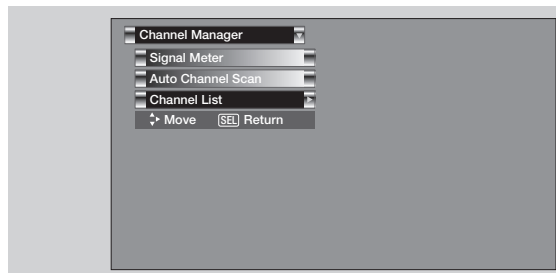 Channel Manager
Signal Meter
Auto Channel Scan
Channel List
Move SEL Return